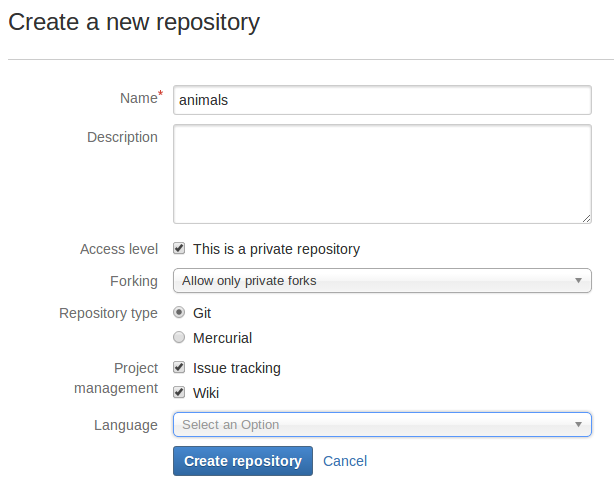 Create a new repository
Name* animals
Description
Access level This is a private repository
Forking Allow only private forks
Repository type Git
Mercurial
Project management Issue tracking
Wiki
Language Select an Option
Create repository Cancel